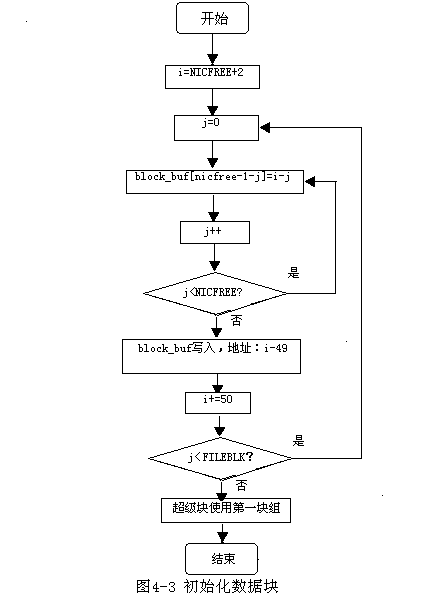 开始
i=NICFREE+2
j=0
block_buf[nicfree-1-j]=i-j
j++
是
j<NICFREE?
否
block_buf写入，地址：i-49
i+=50
是
j<FILEBLK?
否
超级块使用第一块组
结束
图4-3 初始化数据块